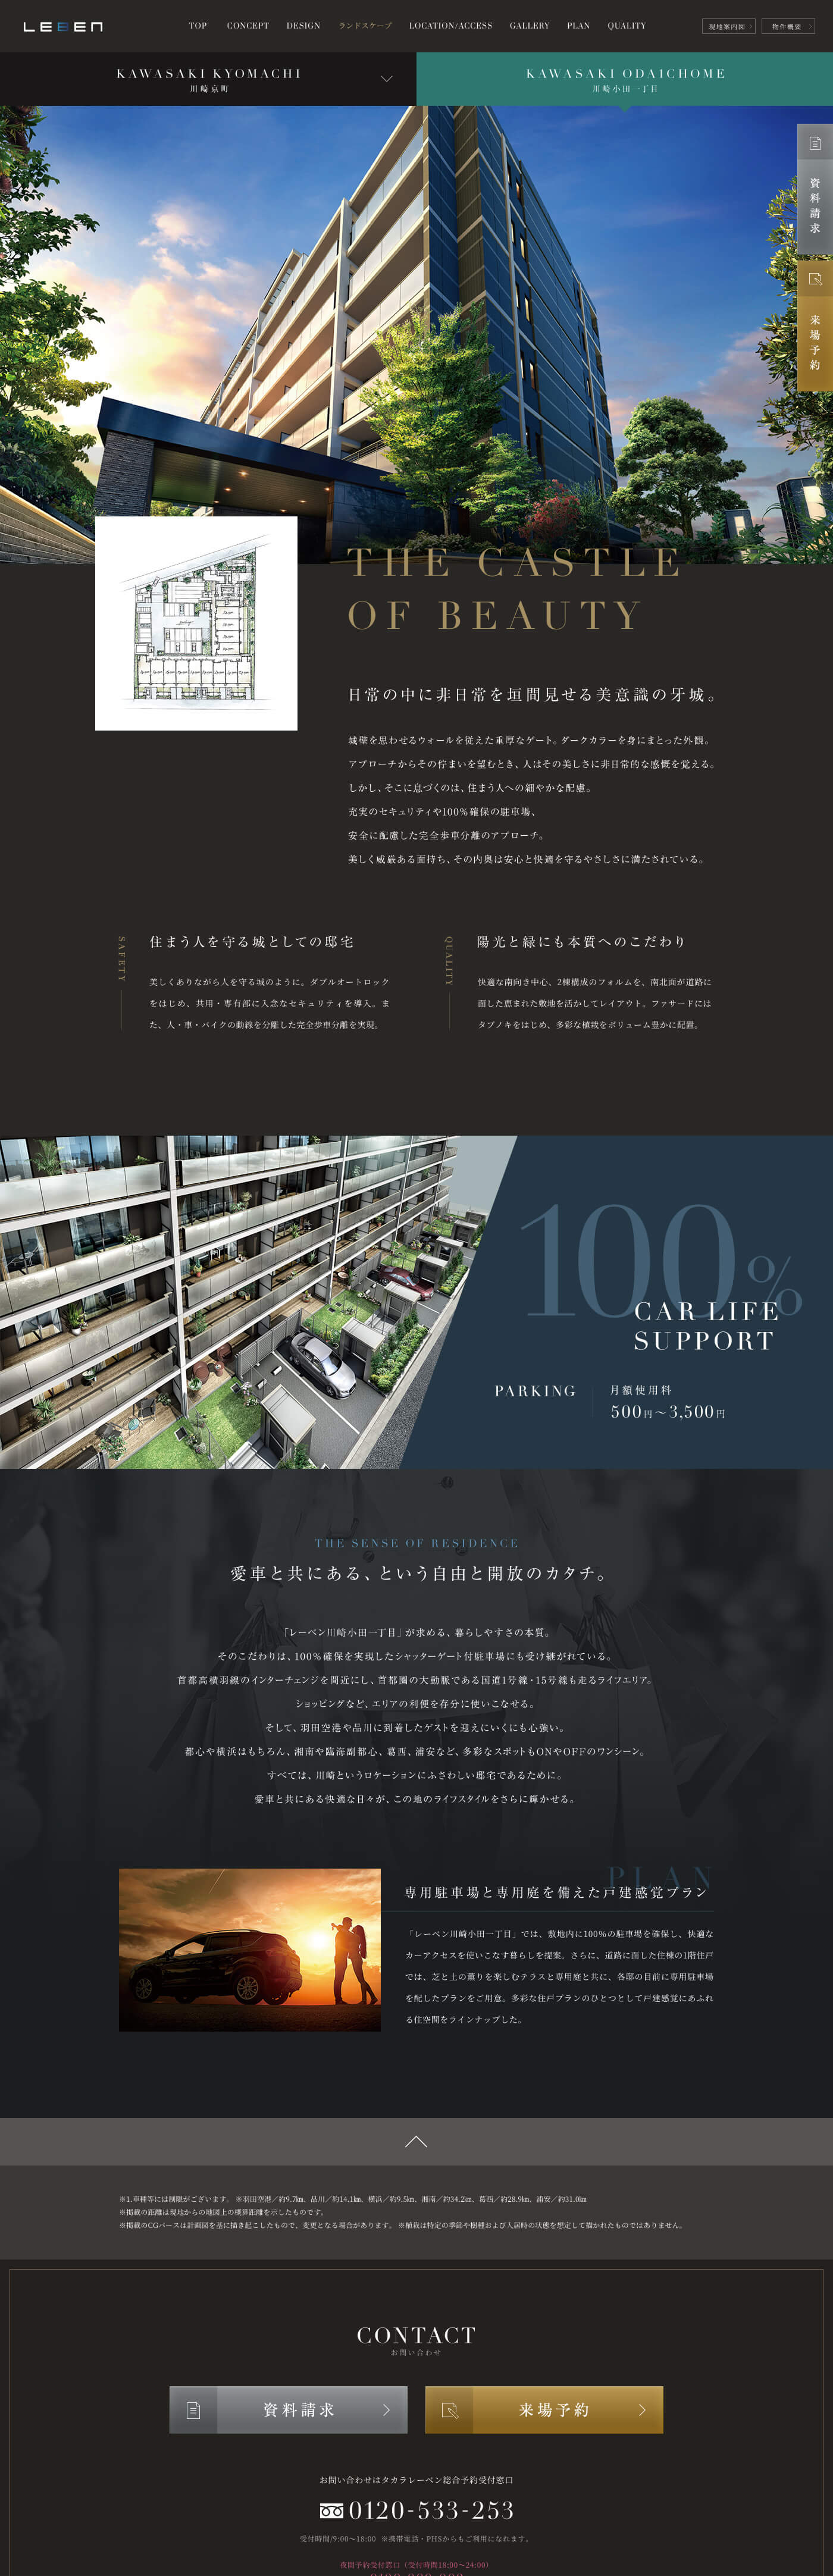 LEBEN
TOP CONCEPT DESIGN ランドスケープ LOCATION/ACCESS GALLERY PLAN QUALITY
現地案内図 物件概要
KAWASAKI KYOMACHI
川崎京町
KAWASAKI ODA1CHOME
川崎小田一丁目
資料請求
来場予約
THE CASTLE
OF BEAUTY
日常の中に非日常を垣間見せる美意識の牙城。
城壁を思わせるウォールを従えた重厚なゲート。ダークカラーを身にまとった外観。
アプローチからその佇まいを望むとき、人はその美しさに非日常的な感慨を覚える。
しかし、そこに息づくのは、住まう人への細やかな配慮。
充実のセキュリティや100%確保の駐車場、
安全に配慮した完全歩車分離のアプローチ。
美しく威厳ある面持ち、その内奥は安心と快適を守るやさしさに満たされている。
SAFETY
住まう人を守る城としての邸宅
美しくありながら人を守る城のように。ダブルオートロック
をはじめ、共用・専有部に入念なセキュリティを導入。ま
た、人・車・バイクの動線を分離した完全歩車分離を実現。
QUALITY
陽光と緑にも本質へのこだわり
快適な南向き中心、2棟構成のフォルムを、南北面が道路に
面した恵まれた敷地を活かしてレイアウト。ファサードには
タブノキをはじめ、多彩な植栽をボリューム豊かに配置。
100%
CAR LIFE
SUPPORT
PARKING
月額使用料
500円〜3,500円
THE SENSE OF RESIDENCE
愛車と共にある、という自由と開放のカタチ。
「レーベン川崎小田一丁目」が求める、暮らしやすさの本質。
そのこだわりは、100%確保を実現したシャッターゲート付駐車場にも受け継がれている。
首都高横羽線のインターチェンジを間近にし、首都圏の大動脈である国道1号線・15号線も走るライフエリア。
ショッピングなど、エリアの利便を存分に使いこなせる。
そして、羽田空港や品川に到着したゲストを迎えにいくにも心強い。
都心や横浜はもちろん、湘南や臨海副都心、葛西、浦安など、多彩なスポットもONやOFFのワンシーン。
すべては、川崎というロケーションにふさわしい邸宅であるために。
愛車と共にある快適な日々が、この地のライフスタイルをさらに輝かせる。
PLAN
専用駐車場と専用庭を備えた戸建感覚プラン
「レーベン川崎小田一丁目」では、敷地内に100%の駐車場を確保し、快適な
カーアクセスを使いこなす暮らしを提案。さらに、道路に面した住棟の1階住戸
では、芝と土の薫りを楽しむテラスと専用庭と共に、各邸の目前に専用駐車場
を配したプランをご用意。多彩な住戸プランのひとつとして戸建感覚にあふれ
る住空間をラインナップした。
※1.車種等には制限がございます。 ※羽田空港／約9.7㎞、品川／約14.1㎞、横浜／約9.5㎞、湘南／約34.2㎞、葛西／約28.9㎞、浦安／約31.0㎞
※掲載の距離は現地からの地図上の概算距離を示したものです。
※掲載のCGパースは計画図を基に描き起こしたもので、変更となる場合があります。 ※植栽は特定の季節や樹種および入居時の状態を想定して描かれたものではありません。
CONTACT
お問い合わせ
資料請求
来場予約
お問い合わせはタカラレーベン総合予約受付窓口
0120-533-253
受付時間/9:00〜18:00 ※携帯電話・PHSからもご利用になれます。
夜間予約受付窓口（受付時間18:00〜24:00）